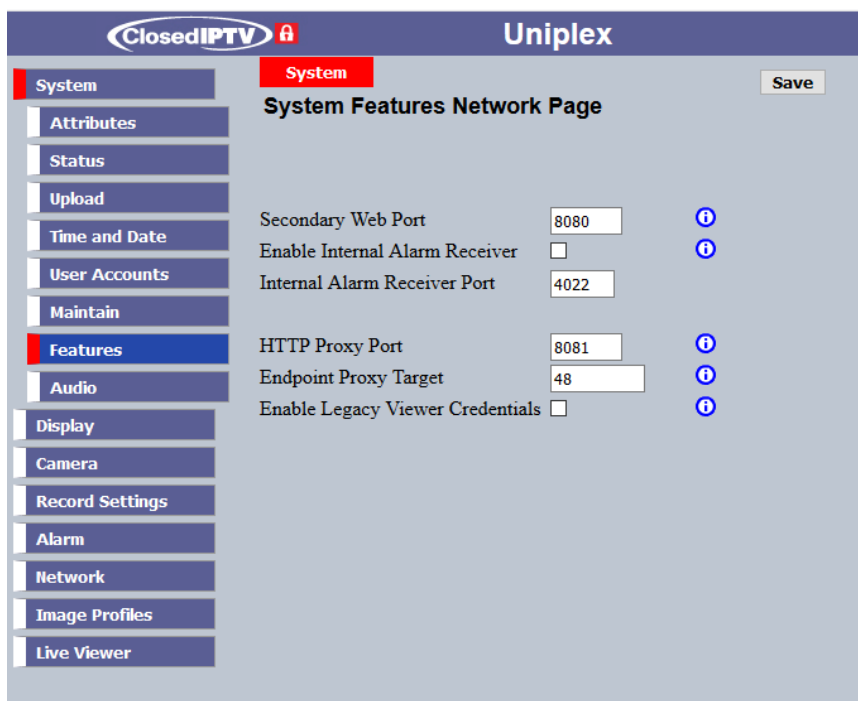 ClosedIPTV
Uniplex
System
Attributes
Status
Upload
Time and Date
User Accounts
Maintain
Features
Audio
Display
Camera
Record Settings
Alarm
Network
Image Profiles
Live Viewer
System
Save
System Features Network Page
Secondary Web Port 8080
Enable Internal Alarm Receiver
Internal Alarm Receiver Port 4022
HTTP Proxy Port 8081
Endpoint Proxy Target 48
Enable Legacy Viewer Credentials